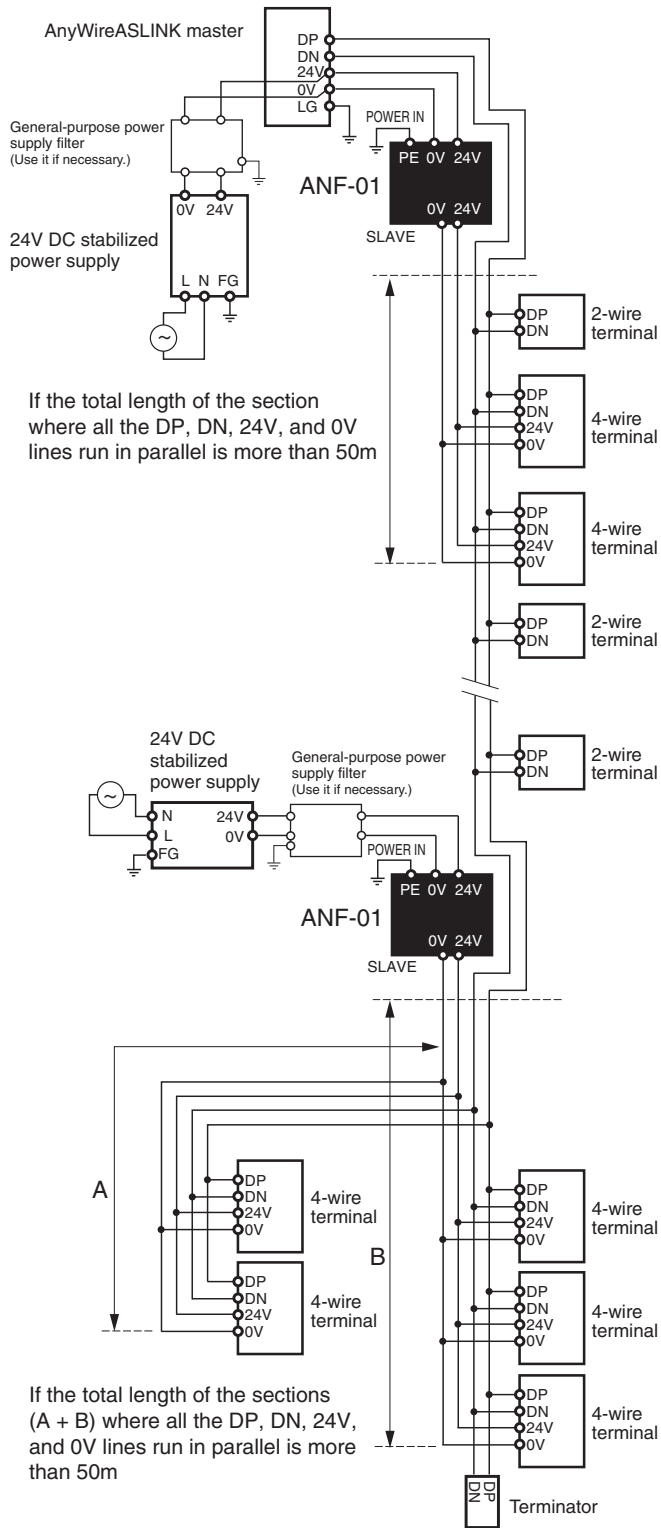 AnyWireASLINK master
DP
DN
24V
0V
LG
General-purpose power
supply filter
(Use it if necessary.)
POWER IN
PE 0V 24V
ANF-01
0V 24V
SLAVE
0V 24V
24V DC stabilized
power supply
L N FG
~
DP
DN
2-wire
terminal
If the total length of the section
where all the DP, DN, 24V, and 0V
lines run in parallel is more than 50m
DP
DN
24V
0V
4-wire
terminal
DP
DN
24V
0V
4-wire
terminal
DP
DN
2-wire
terminal
DP
DN
2-wire
terminal
24V DC
stabilized
power supply
General-purpose power
supply filter
(Use it if necessary.)
~
N
L
FG
24V
0V
POWER IN
PE 0V 24V
ANF-01
0V 24V
SLAVE
A
B
DP
DN
24V
0V
4-wire
terminal
DP
DN
24V
0V
4-wire
terminal
DP
DN
24V
0V
4-wire
terminal
DP
DN
24V
0V
4-wire
terminal
DP
DN
24V
0V
4-wire
terminal
If the total length of the sections
(A + B) where all the DP, DN, 24V,
and 0V lines run in parallel is more
than 50m
DP
DN
Terminator